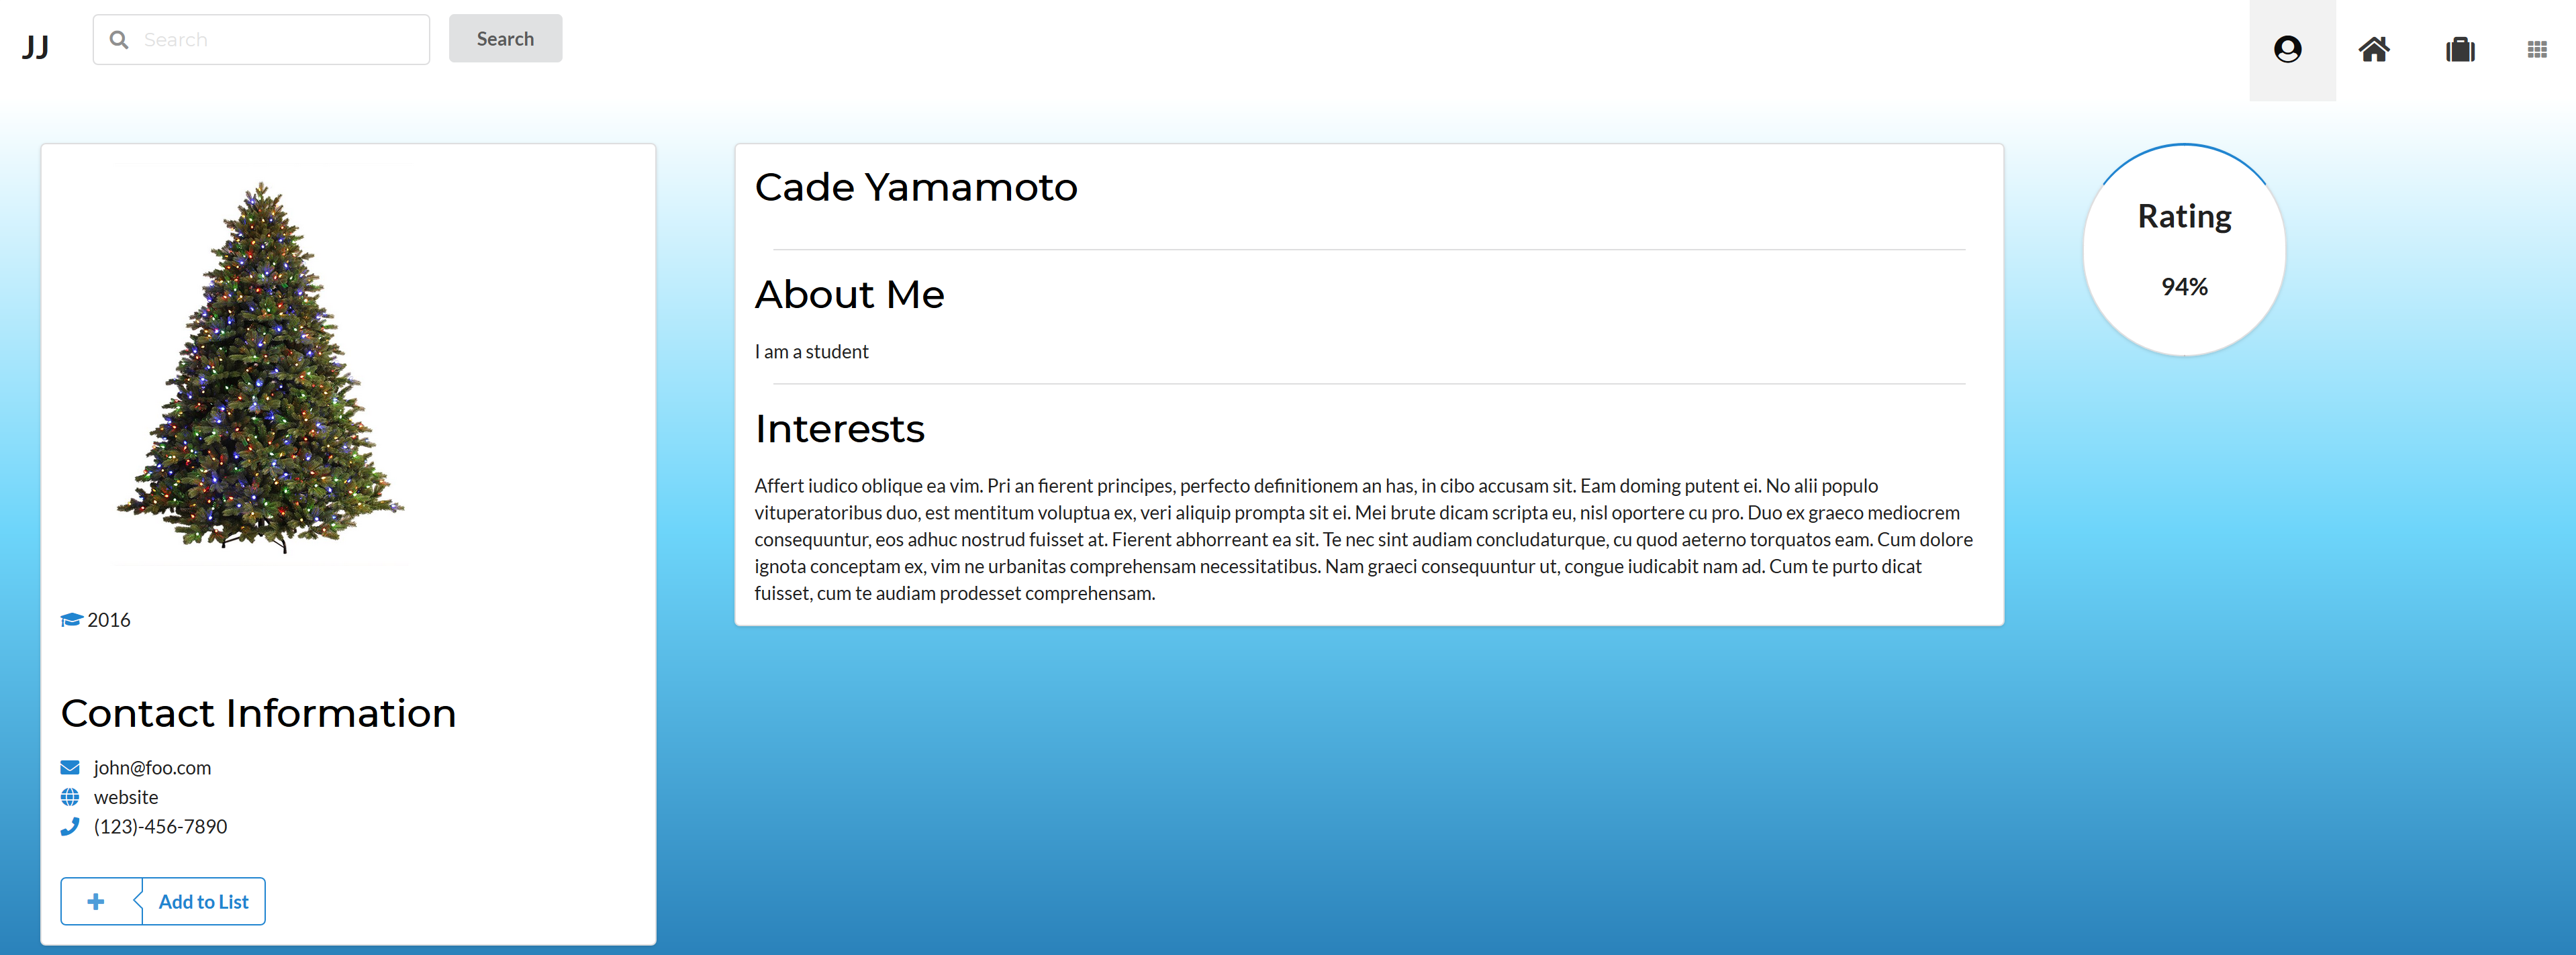 JJ
Search
Search
Cade Yamamoto
About Me
I am a student
Interests
Affert iudico oblique ea vim. Pri an fierent principes, perfecto definitionem an has, in cibo accusam sit. Eam doming putent ei. No alii populo
vituperatoribus duo, est mentitum voluptua ex, veri aliquip prompta sit ei. Mei brute dicam scripta eu, nisl oportere cu pro. Duo ex graeco mediocrem
consequuntur, eos adhuc nostrud fuisset at. Fierent abhorreant ea sit. Te nec sint audiam concludaturque, cu quod aeterno torquatos eam. Cum dolore
ignota conceptam ex, vim ne urbanitas comprehensam necessitatibus. Nam graeci consequuntur ut, congue iudicabit nam ad. Cum te purto dicat
fuisset, cum te audiam prodesset comprehensam.
Rating
94%
2016
Contact Information
john@foo.com
website
(123)-456-7890
Add to List